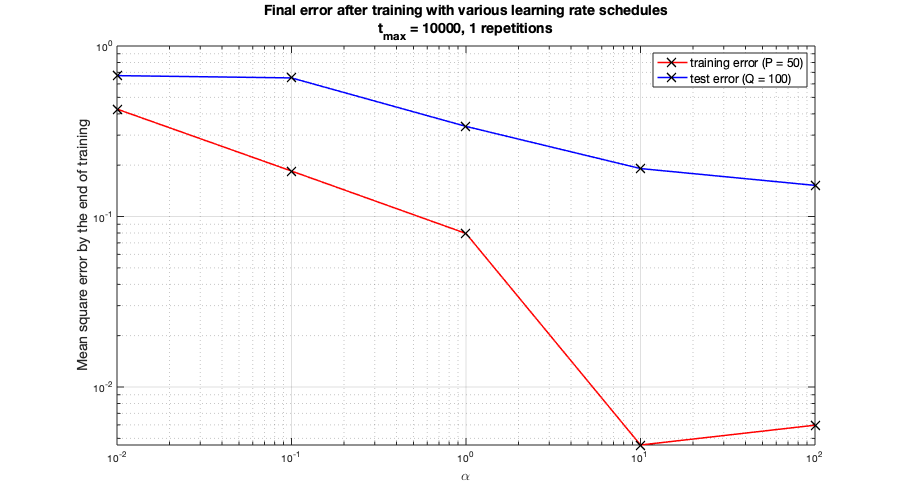 Final error after training with various learning rate schedules
t_max = 10000, 1 repetitions
training error (P = 50)
test error (Q = 100)
Mean square error by the end of training
10^0
10^-1
10^-2
10^-2 10^-1 10^0 10^1 10^2
α